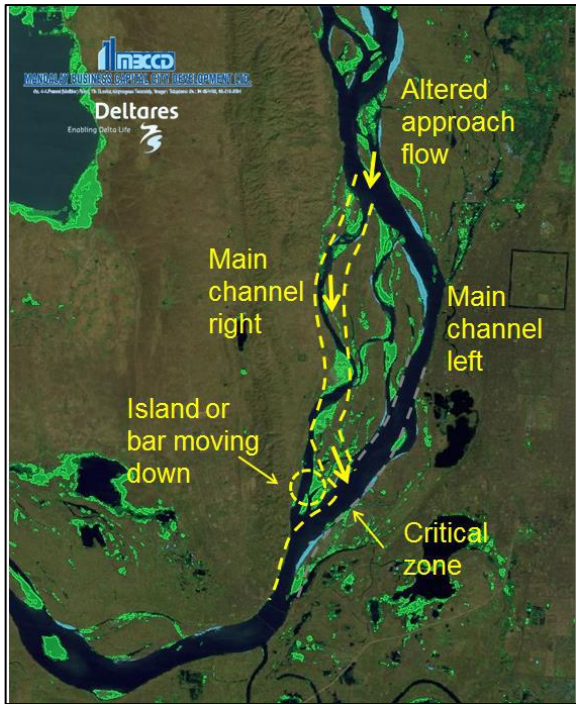 MBCCD
MANDALAY BUSINESS CAPITAL CITY DEVELOPMENT LTD.
Deltares
Enabling Delta Life
Altered
approach
flow
Main
channel
right
Main
channel
left
Island or
bar moving
down
Critical
zone